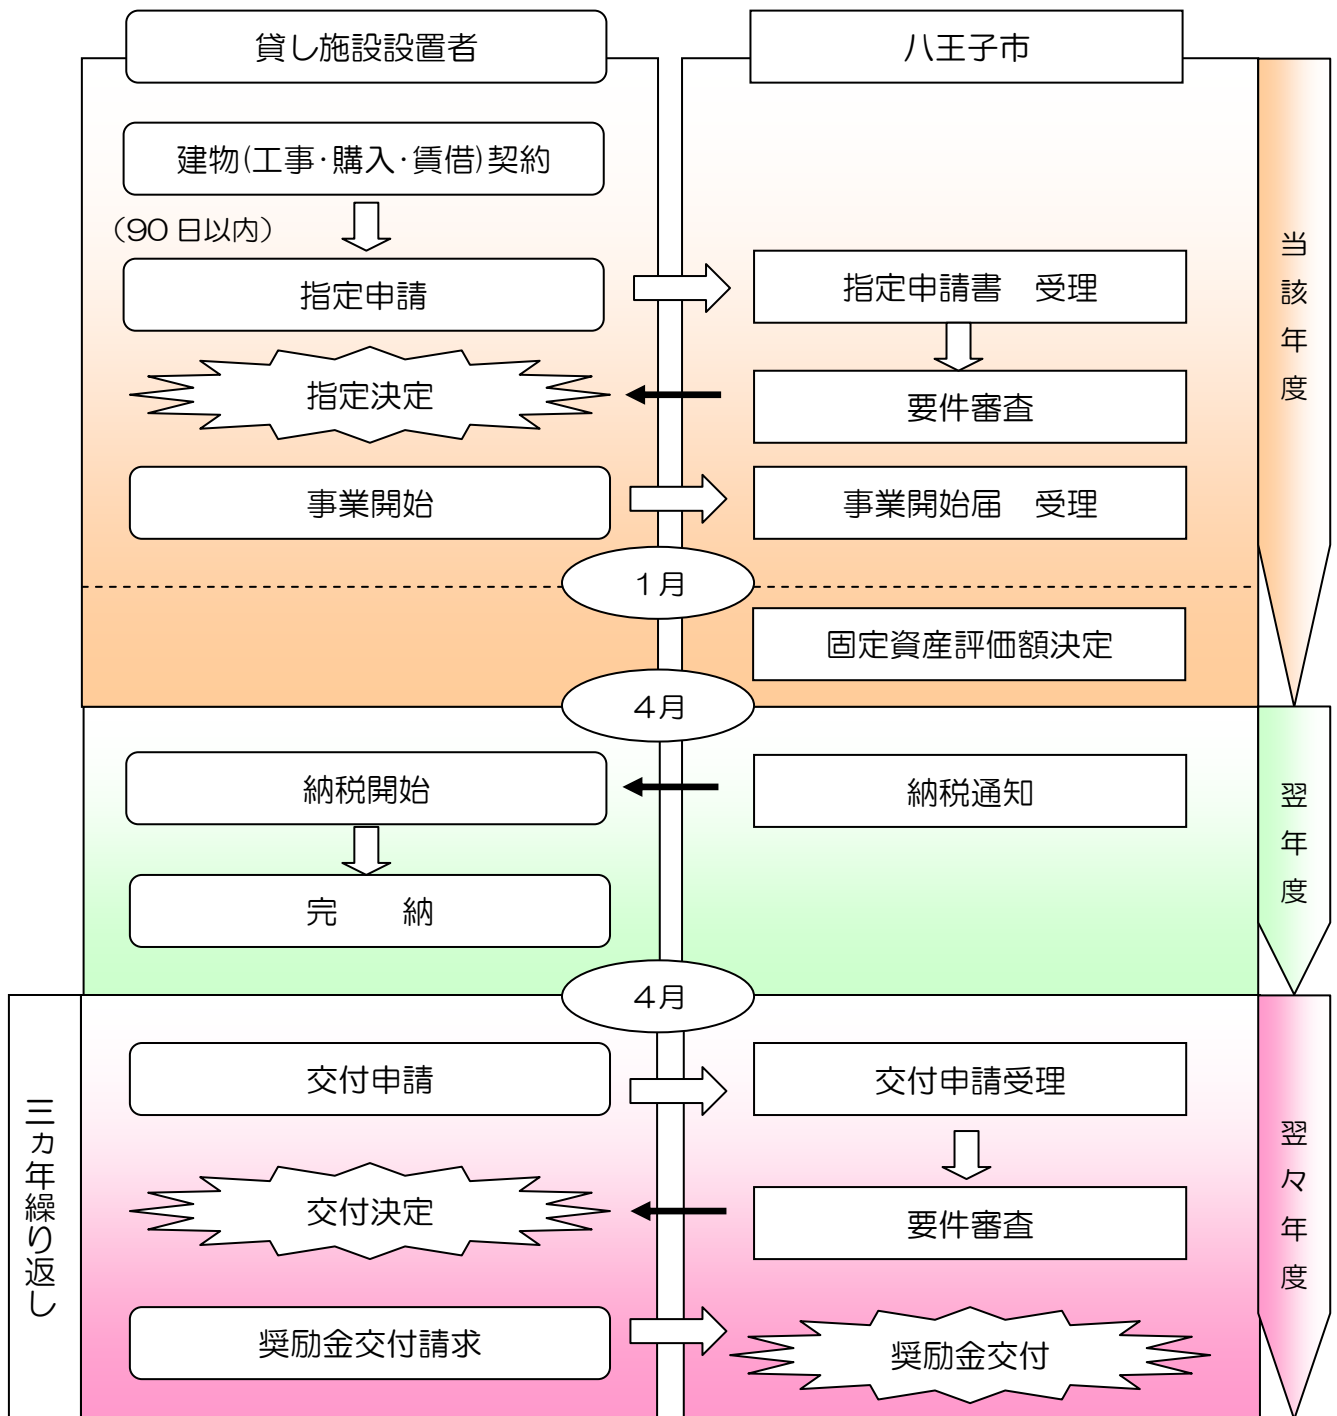 貸し施設設置者
八王子市
建物(工事・購入・賃借)契約
（90日以内）
指定申請
指定申請書　受理
指定決定
要件審査
事業開始
事業開始届　受理
当該年度
1月
固定資産評価額決定
4月
納税開始
納税通知
完　　納
翌年度
4月
三ヵ年繰り返し
交付申請
交付申請受理
交付決定
要件審査
奨励金交付請求
奨励金交付
翌々年度